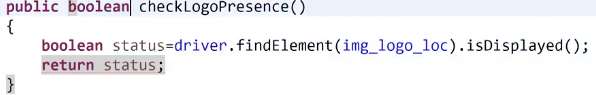 public boolean checkLogoPresence()
{
boolean status=driver.findElement(img_logo_loc).isDisplayed();
return status;
}